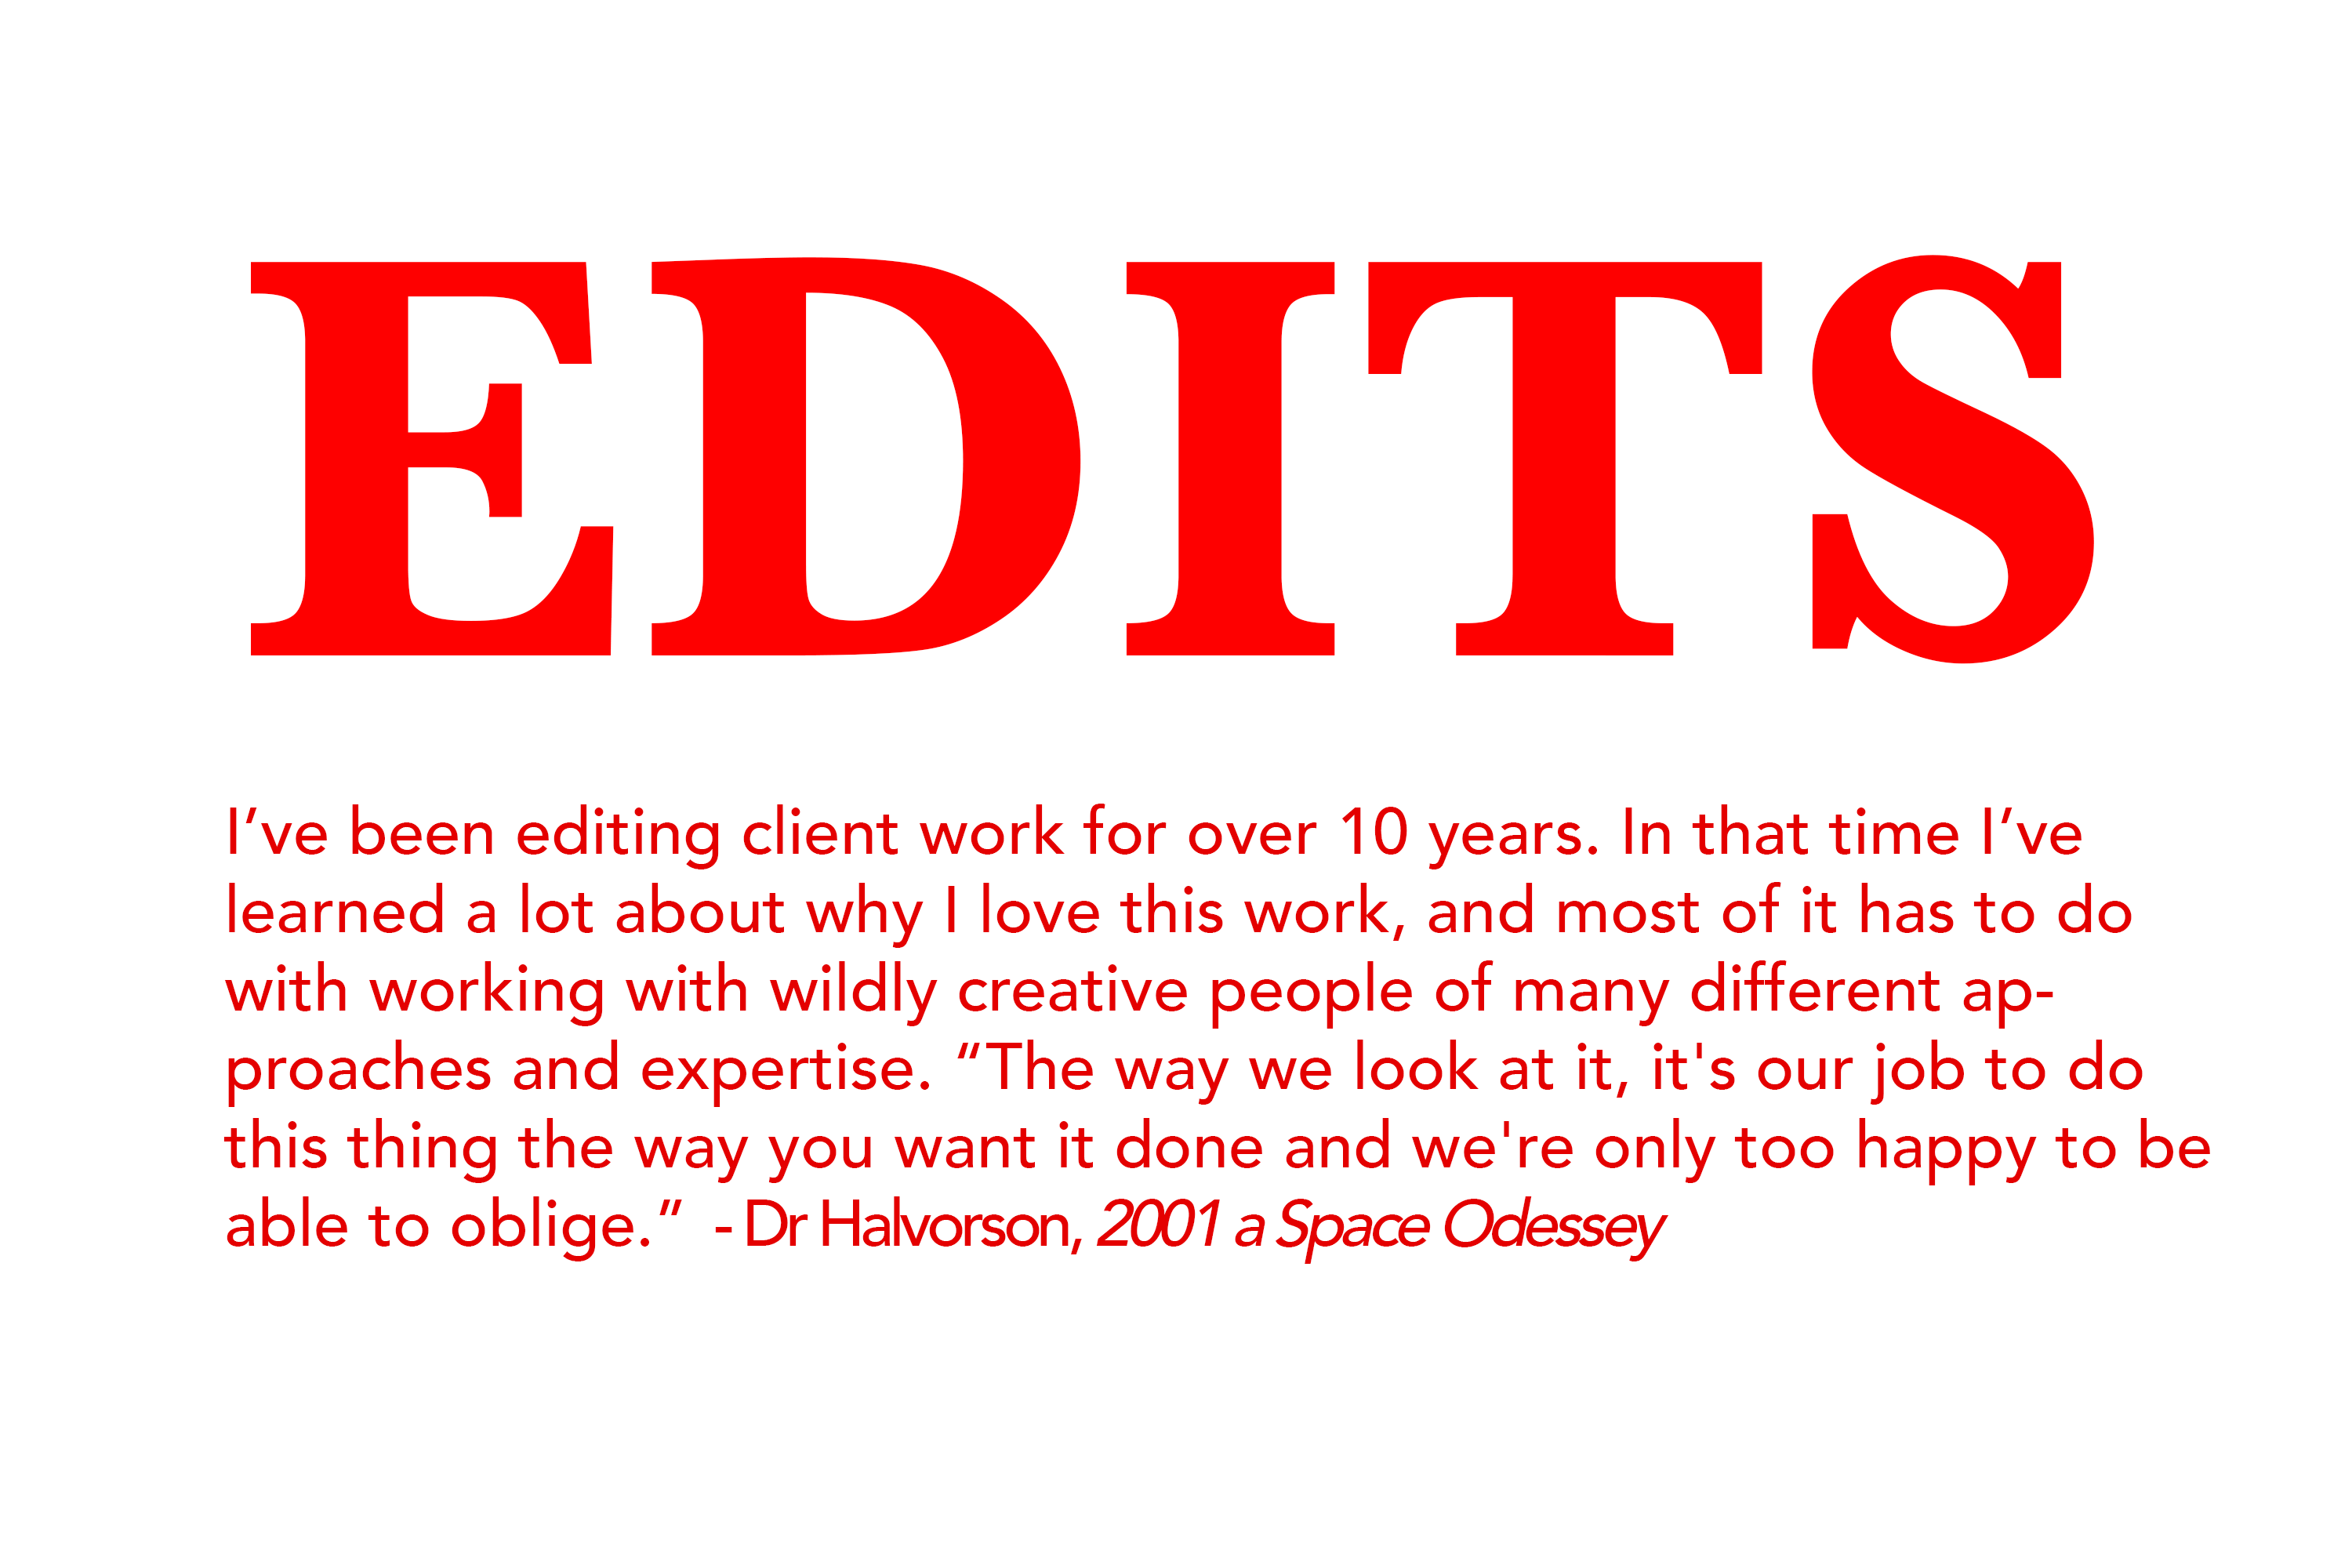 EDITS
I‘ve been editing client work for over 10 years. In that time I‘ve
learned a lot about why I love this work, and most of it has to do
with working with wildly creative people of many different ap-
proaches and expertise. “The way we look at it, it's our job to do
this thing the way you want it done and we're only too happy to be
able to oblige.“ - Dr Halvorson, 2001 a Space Odessey